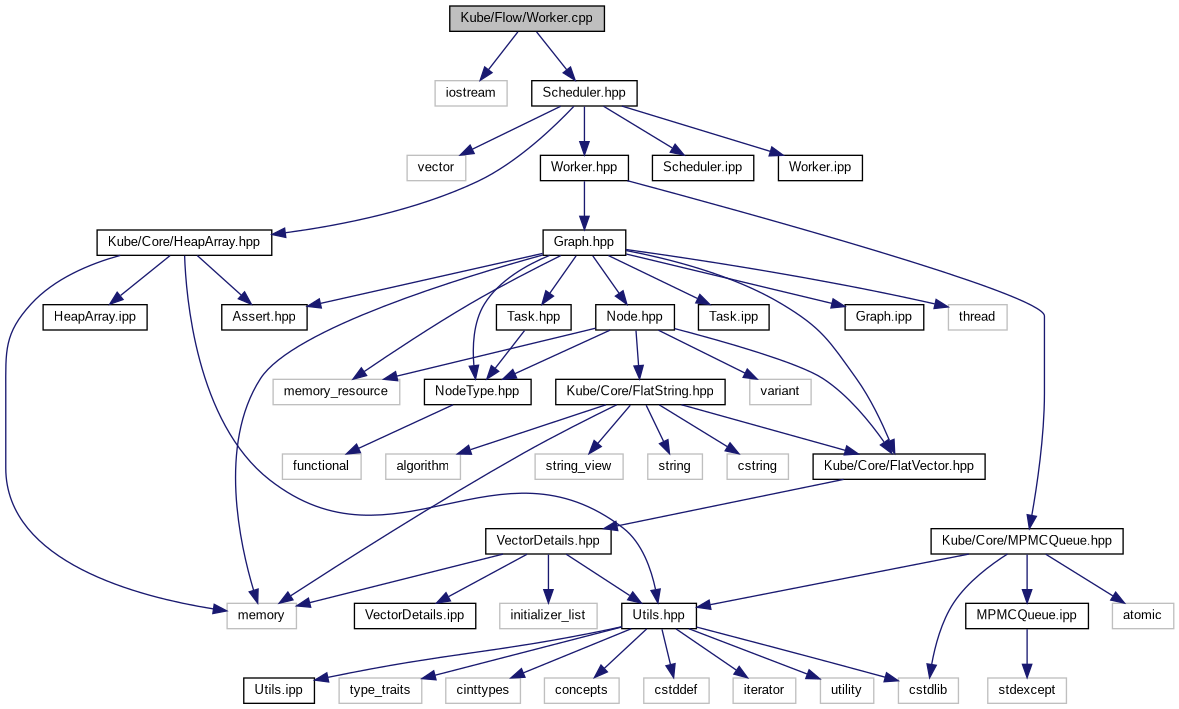 Kube/Flow/Worker.cpp
iostream
Scheduler.hpp
vector
Worker.hpp
Scheduler.ipp
Worker.ipp
Kube/Core/HeapArray.hpp
Graph.hpp
HeapArray.ipp
Assert.hpp
Task.hpp
Node.hpp
Task.ipp
Graph.ipp
thread
memory_resource
NodeType.hpp
Kube/Core/FlatString.hpp
variant
functional
algorithm
string_view
string
cstring
Kube/Core/FlatVector.hpp
VectorDetails.hpp
Kube/Core/MPMCQueue.hpp
memory
VectorDetails.ipp
initializer_list
Utils.hpp
MPMCQueue.ipp
atomic
Utils.ipp
type_traits
cinttypes
concepts
cstddef
iterator
utility
cstdlib
stdexcept